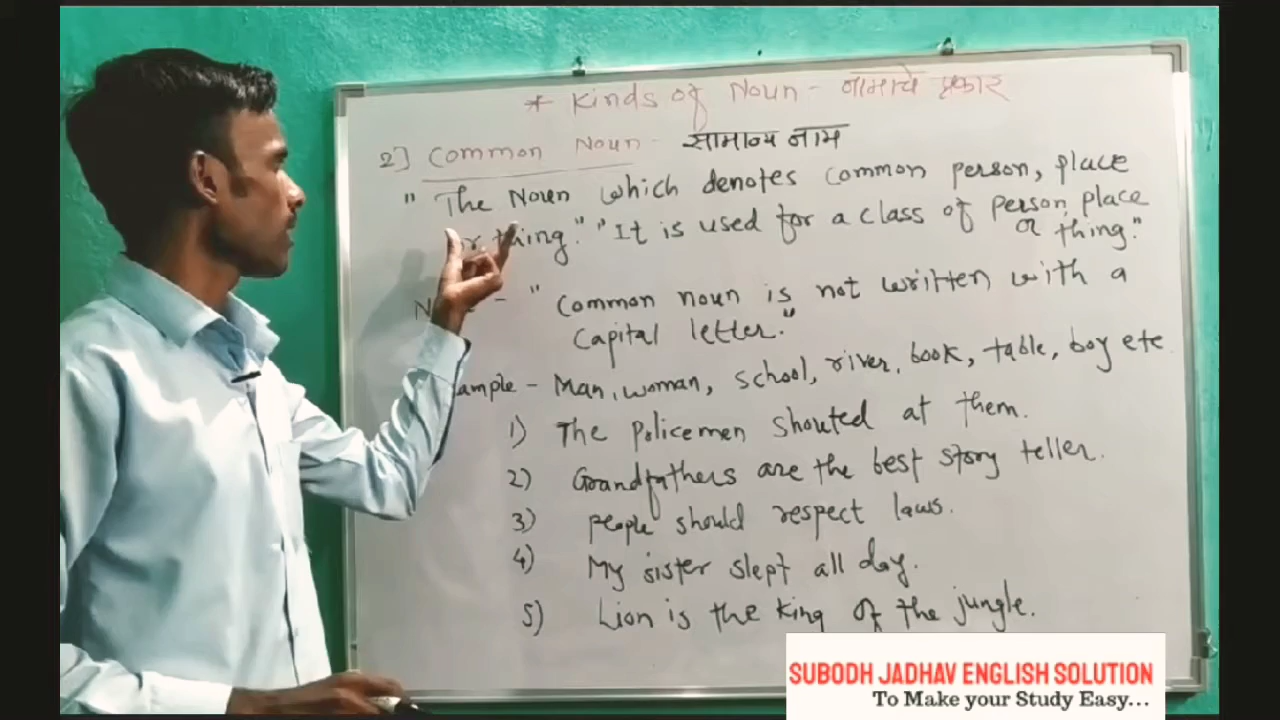 * Kinds of Noun - नामाचे प्रकार
2] Common Noun - सामान्य नाम
" The Noun which denotes common person, place
thing." "It is used for a class of person, place
or thing."
- " Common noun is not written with a
Capital letter."
ample - Man, woman, school, river, book, table, boy etc
1) The policemen shouted at them.
2) Grandfathers are the best story teller.
3) people should respect laws.
4) My sister slept all day.
5) Lion is the king of the jungle.
SUBODH JADHAV ENGLISH SOLUTION
To Make your Study Easy...